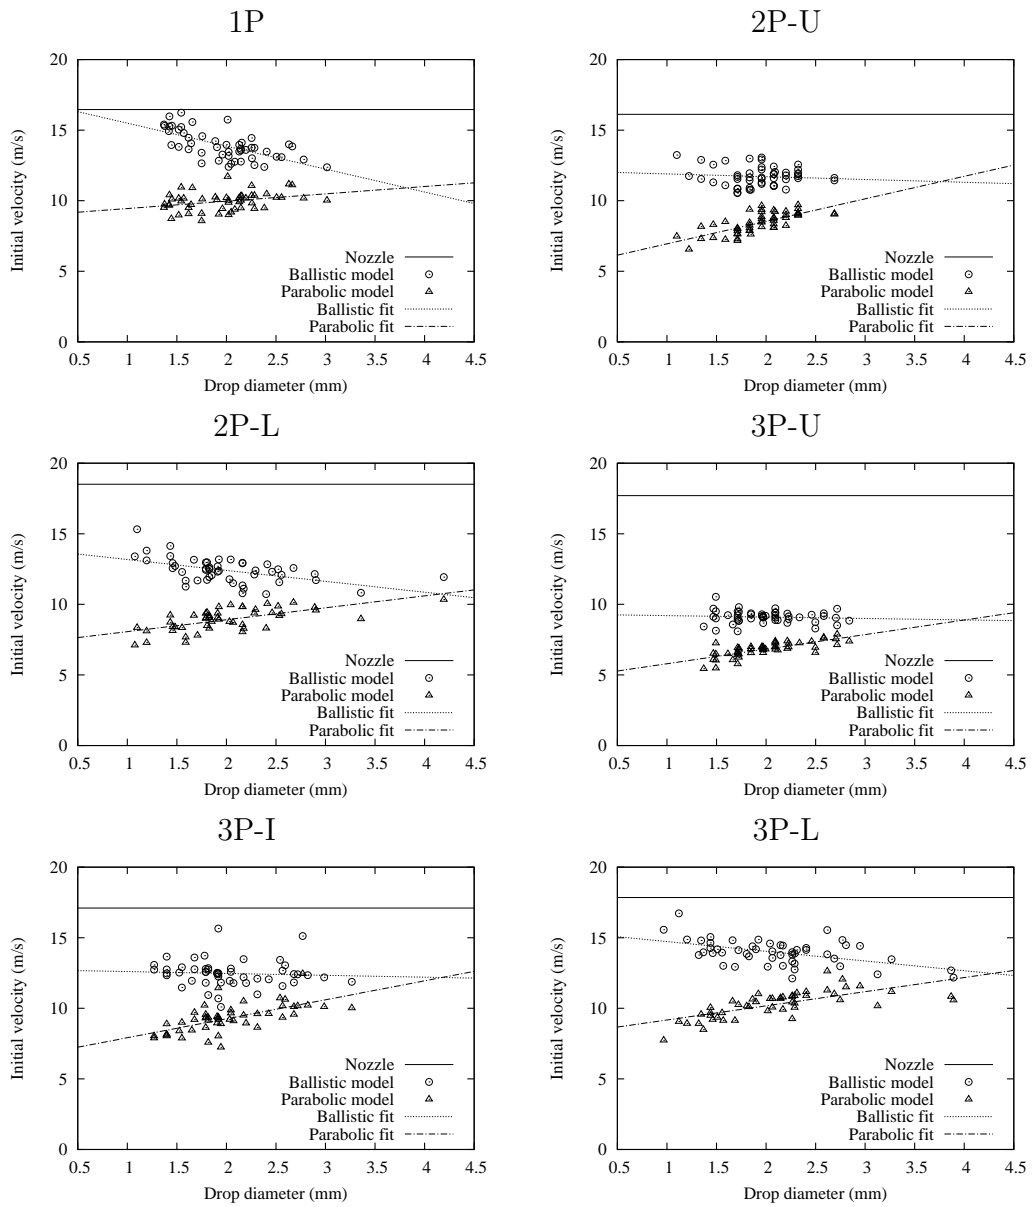 1P
20
15
10
5
0
Initial velocity (m/s)
Nozzle
Ballistic model
Parabolic model
Ballistic fit
Parabolic fit
0.5 1 1.5 2 2.5 3 3.5 4 4.5
Drop diameter (mm)
2P-U
20
15
10
5
0
Initial velocity (m/s)
Nozzle
Ballistic model
Parabolic model
Ballistic fit
Parabolic fit
0.5 1 1.5 2 2.5 3 3.5 4 4.5
Drop diameter (mm)
2P-L
20
15
10
5
0
Initial velocity (m/s)
Nozzle
Ballistic model
Parabolic model
Ballistic fit
Parabolic fit
0.5 1 1.5 2 2.5 3 3.5 4 4.5
Drop diameter (mm)
3P-U
20
15
10
5
0
Initial velocity (m/s)
Nozzle
Ballistic model
Parabolic model
Ballistic fit
Parabolic fit
0.5 1 1.5 2 2.5 3 3.5 4 4.5
Drop diameter (mm)
3P-I
20
15
10
5
0
Initial velocity (m/s)
Nozzle
Ballistic model
Parabolic model
Ballistic fit
Parabolic fit
0.5 1 1.5 2 2.5 3 3.5 4 4.5
Drop diameter (mm)
3P-L
20
15
10
5
0
Initial velocity (m/s)
Nozzle
Ballistic model
Parabolic model
Ballistic fit
Parabolic fit
0.5 1 1.5 2 2.5 3 3.5 4 4.5
Drop diameter (mm)